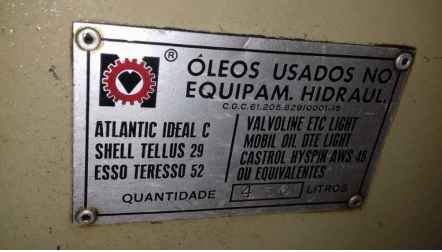 ®
ÓLEOS USADOS NO
EQUIPAM. HIDRAUL.
C.G.C.61.205.829/0001-15
ATLANTIC IDEAL C
SHELL TELLUS 29
ESSO TERESSO 52
VALVOLINE ETC LIGHT
MOBIL OIL DTE LIGHT
CASTROL HYSPIN AWS 46
OU EQUIVALENTES
QUANTIDADE 450 LITROS